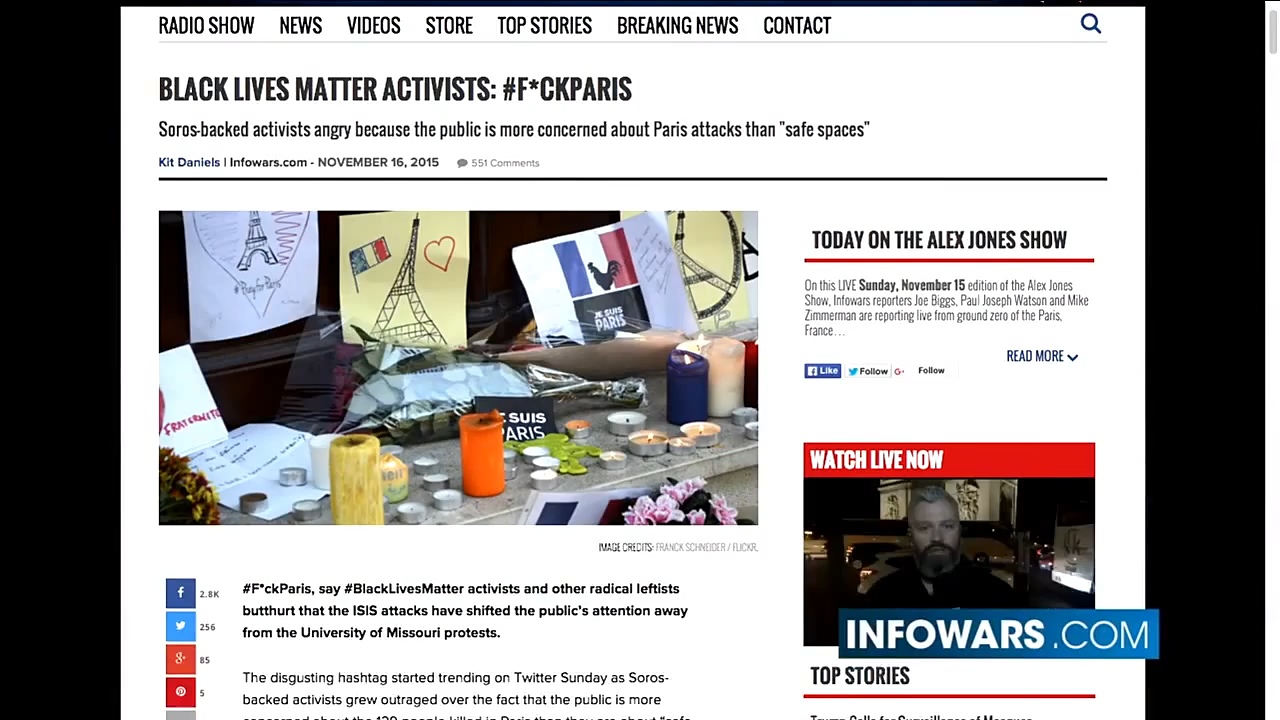 RADIO SHOW NEWS VIDEOS STORE TOP STORIES BREAKING NEWS CONTACT
BLACK LIVES MATTER ACTIVISTS: #F*CKPARIS
Soros-backed activists angry because the public is more concerned about Paris attacks than "safe spaces"
Kit Daniels | Infowars.com - NOVEMBER 16, 2015 551 Comments
#PrayforParis
JE SUIS
PARIS
FRATERNITÉ
JE SUIS
PARIS
IMAGE CREDITS: FRANCK SCHNEIDER / FLICKR.
2.8K
256
85
5
#F*ckParis, say #BlackLivesMatter activists and other radical leftists
butthurt that the ISIS attacks have shifted the public's attention away
from the University of Missouri protests.
The disgusting hashtag started trending on Twitter Sunday as Soros-
backed activists grew outraged over the fact that the public is more
TODAY ON THE ALEX JONES SHOW
On this LIVE Sunday, November 15 edition of the Alex Jones
Show, Infowars reporters Joe Biggs, Paul Joseph Watson and Mike
Zimmerman are reporting live from ground zero of the Paris,
France…
READ MORE
Like Follow Follow
WATCH LIVE NOW
INFOWARS.COM
TOP STORIES